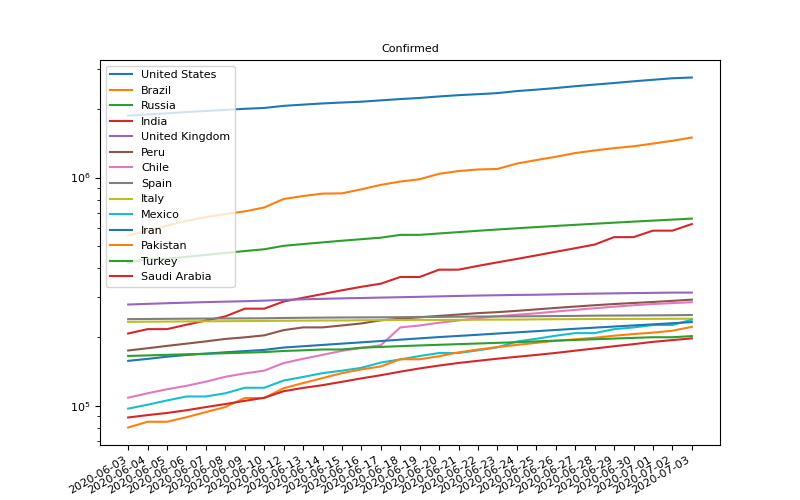 Confirmed
United States
Brazil
Russia
India
United Kingdom
Peru
Chile
Spain
Italy
Mexico
Iran
Pakistan
Turkey
Saudi Arabia
10⁶
10⁵
2020-06-03
2020-06-04
2020-06-05
2020-06-06
2020-06-07
2020-06-08
2020-06-09
2020-06-10
2020-06-12
2020-06-13
2020-06-14
2020-06-15
2020-06-16
2020-06-17
2020-06-18
2020-06-19
2020-06-20
2020-06-21
2020-06-22
2020-06-23
2020-06-24
2020-06-25
2020-06-26
2020-06-27
2020-06-28
2020-06-29
2020-06-30
2020-07-01
2020-07-02
2020-07-03